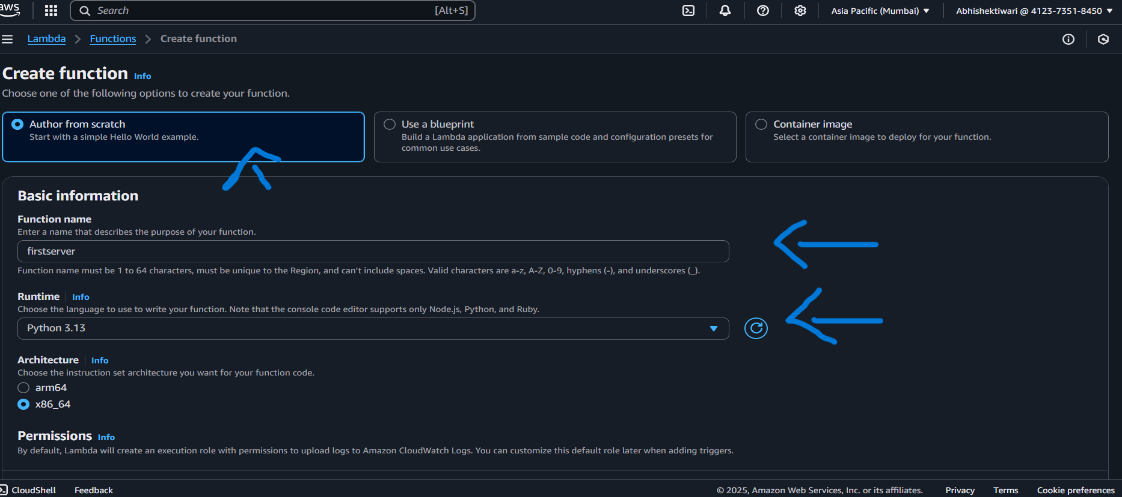 aws
Search
[Alt+S]
Asia Pacific (Mumbai)
Abhishektiwari @ 4123-7351-8450
Lambda
Functions
Create function
Create function Info
Choose one of the following options to create your function.
Author from scratch
Start with a simple Hello World example.
Use a blueprint
Build a Lambda application from sample code and configuration presets for
common use cases.
Container image
Select a container image to deploy for your function.
Basic information
Function name
Enter a name that describes the purpose of your function.
firstserver
Function name must be 1 to 64 characters, must be unique to the Region, and can't include spaces. Valid characters are a-z, A-Z, 0-9, hyphens (-), and underscores (_).
Runtime Info
Choose the language to use to write your function. Note that the console code editor supports only Node.js, Python, and Ruby.
Python 3.13
Architecture Info
Choose the instruction set architecture you want for your function code.
arm64
x86_64
Permissions Info
By default, Lambda will create an execution role with permissions to upload logs to Amazon CloudWatch Logs. You can customize this default role later when adding triggers.
CloudShell
Feedback
© 2025, Amazon Web Services, Inc. or its affiliates.
Privacy
Terms
Cookie preferences